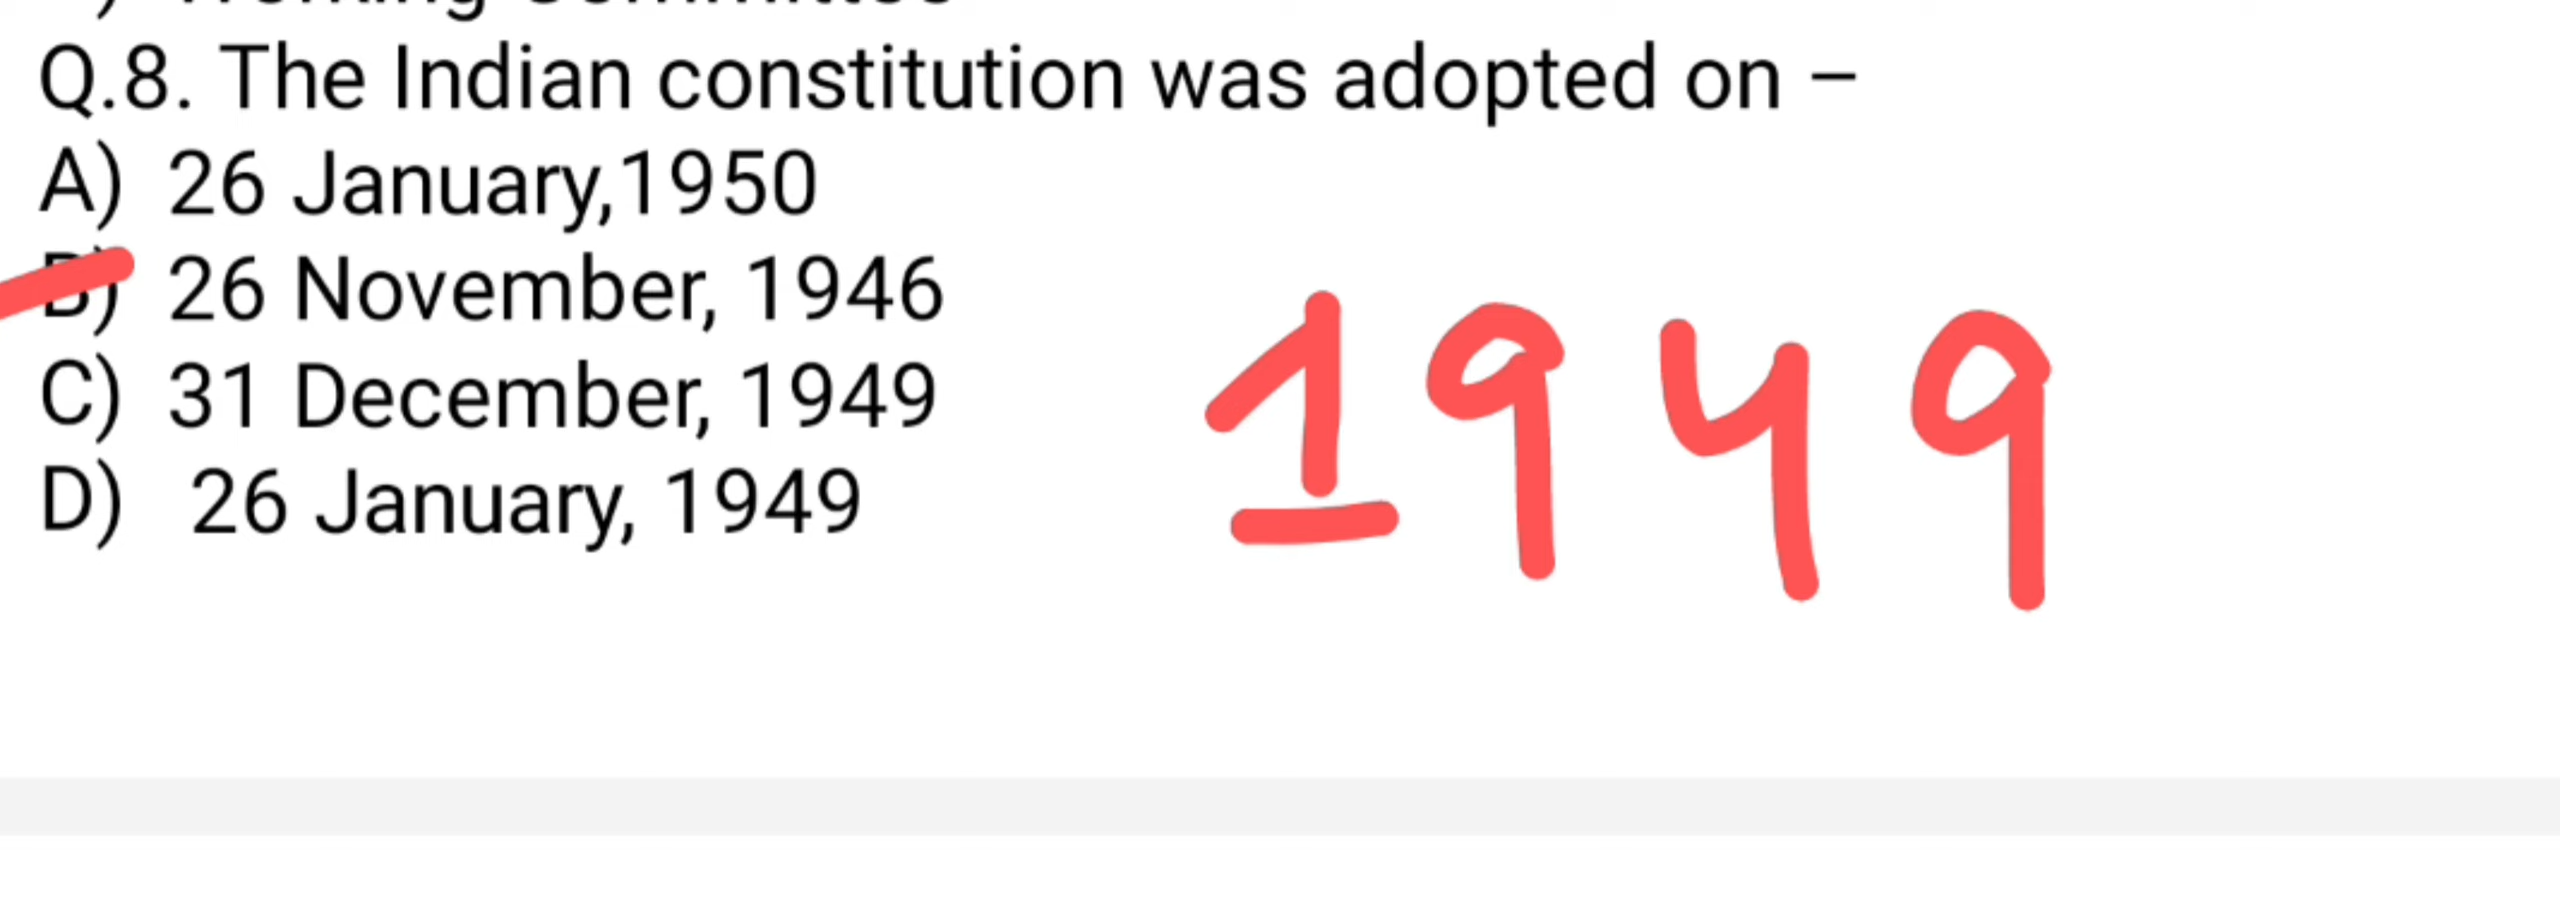 Q.8. The Indian constitution was adopted on –
A) 26 January,1950
B) 26 November, 1946
C) 31 December, 1949
D) 26 January, 1949
1949